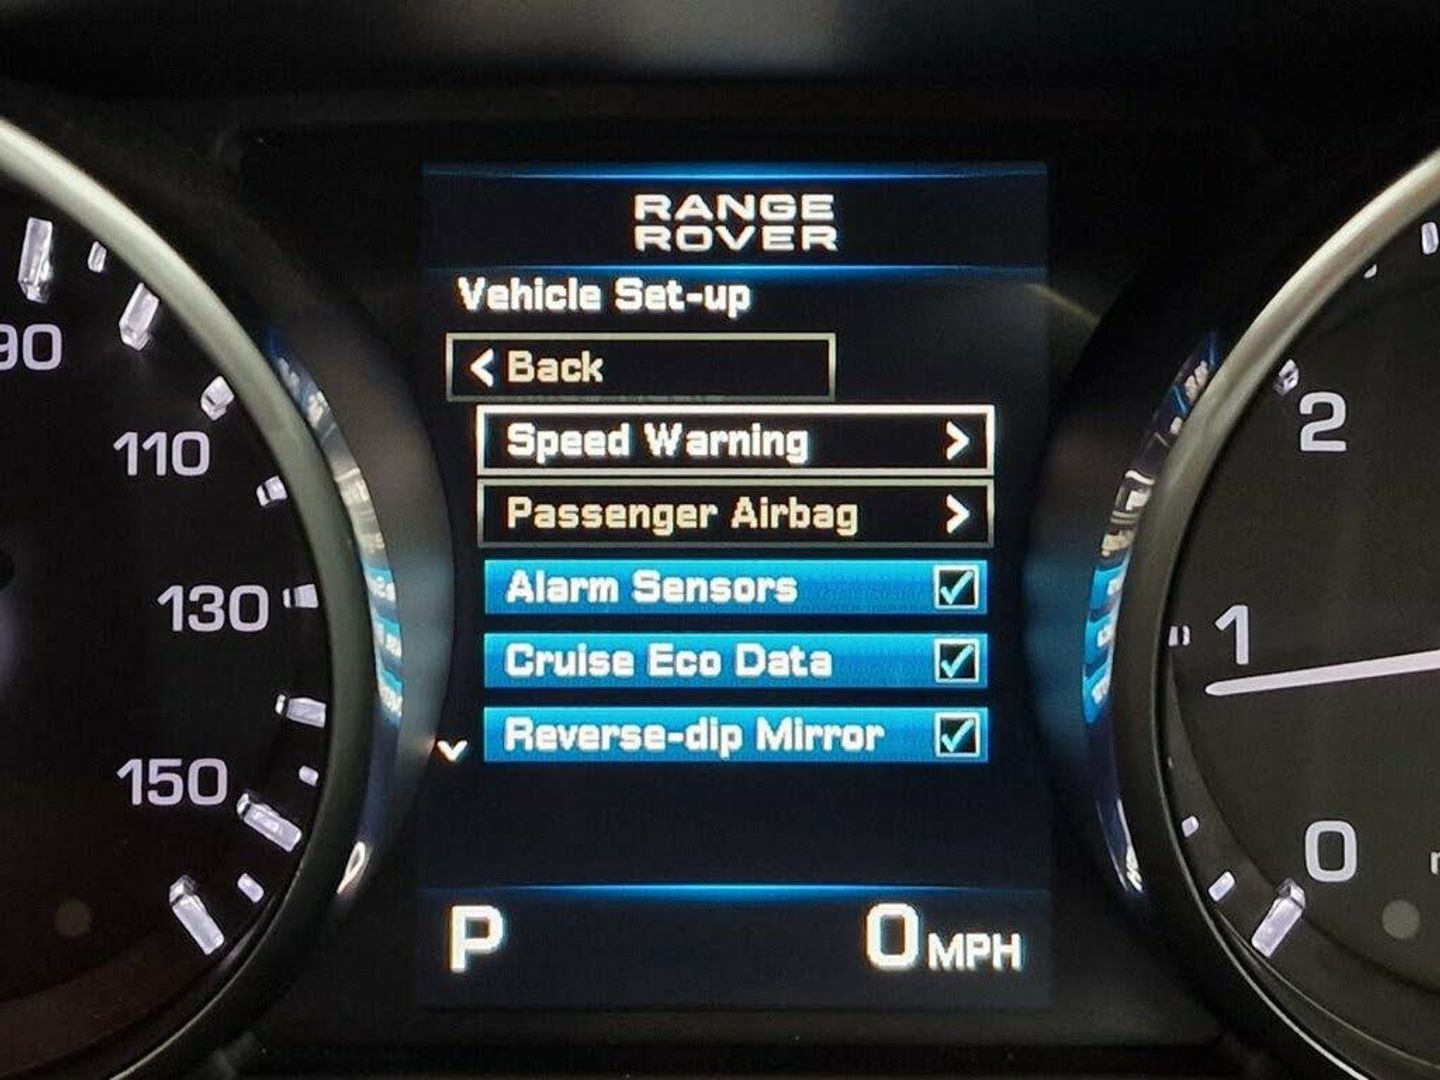 RANGE
ROVER
Vehicle Set-up
Back
Speed Warning
Passenger Airbag
Alarm Sensors
Cruise Eco Data
Reverse-dip Mirror
P
0 MPH
90
110
130
150
2
1
0